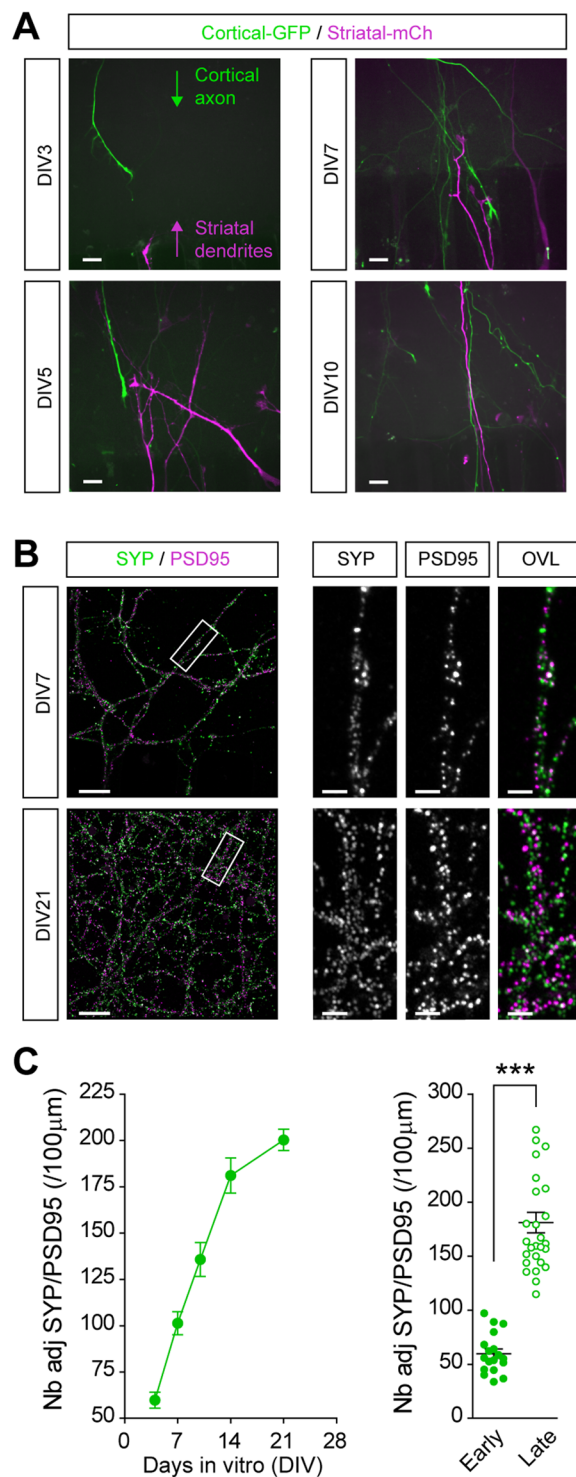 A
Cortical-GFP / Striatal-mCh
DIV3
Cortical
axon
Striatal
dendrites
DIV7
DIV5
DIV10
B
SYP / PSD95
SYP
PSD95
OVL
DIV7
DIV21
C
Nb adj SYP/PSD95 (/100μm)
225
200
175
150
125
100
75
50
0
7
14
21
28
Days in vitro (DIV)
***
Nb adj SYP/PSD95 (/100μm)
300
250
200
150
100
50
0
Early
Late